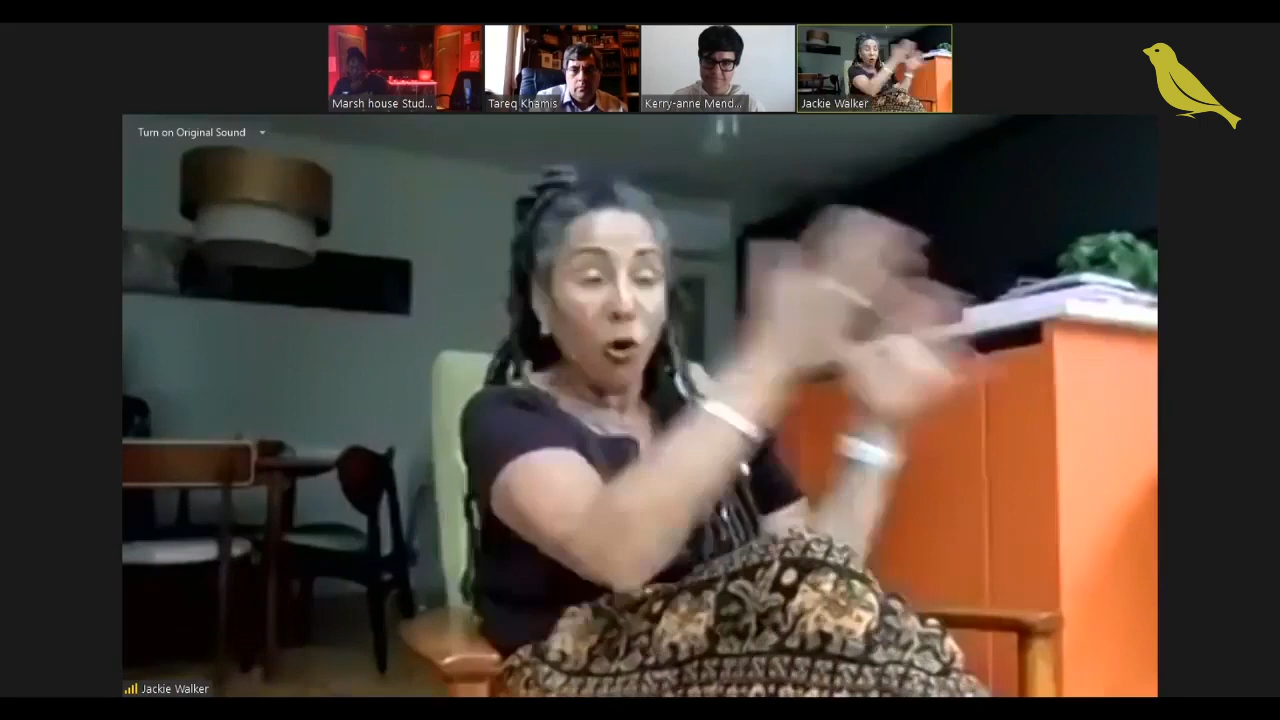 Marsh house Stud...
Tareq Khamis
Kerry-anne Mend...
Jackie Walker
Turn on Original Sound
Jackie Walker